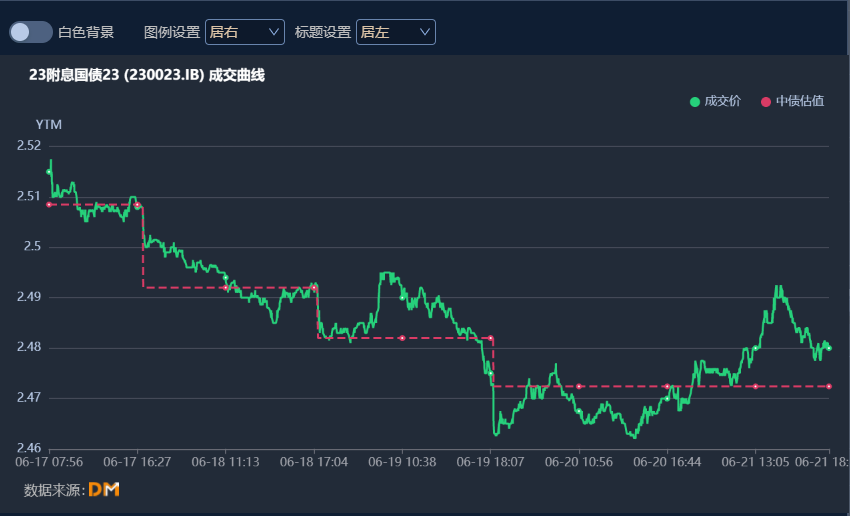 白色背景 图例设置 居右 标题设置 居左
23附息国债23 (230023.IB) 成交曲线
成交价 中债估值
YTM
2.52
2.51
2.5
2.49
2.48
2.47
2.46
06-17 07:56 06-17 16:27 06-18 11:13 06-18 17:04 06-19 10:38 06-19 18:07 06-20 10:56 06-20 16:44 06-21 13:05 06-21 18:
数据来源: DM